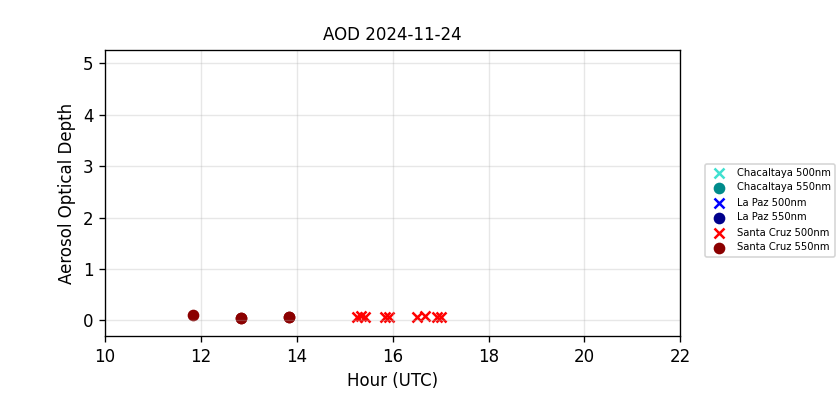 AOD 2024-11-24
Aerosol Optical Depth
5
4
3
2
1
0
10 12 14 16 18 20 22
Hour (UTC)
Chacaltaya 500nm
Chacaltaya 550nm
La Paz 500nm
La Paz 550nm
Santa Cruz 500nm
Santa Cruz 550nm